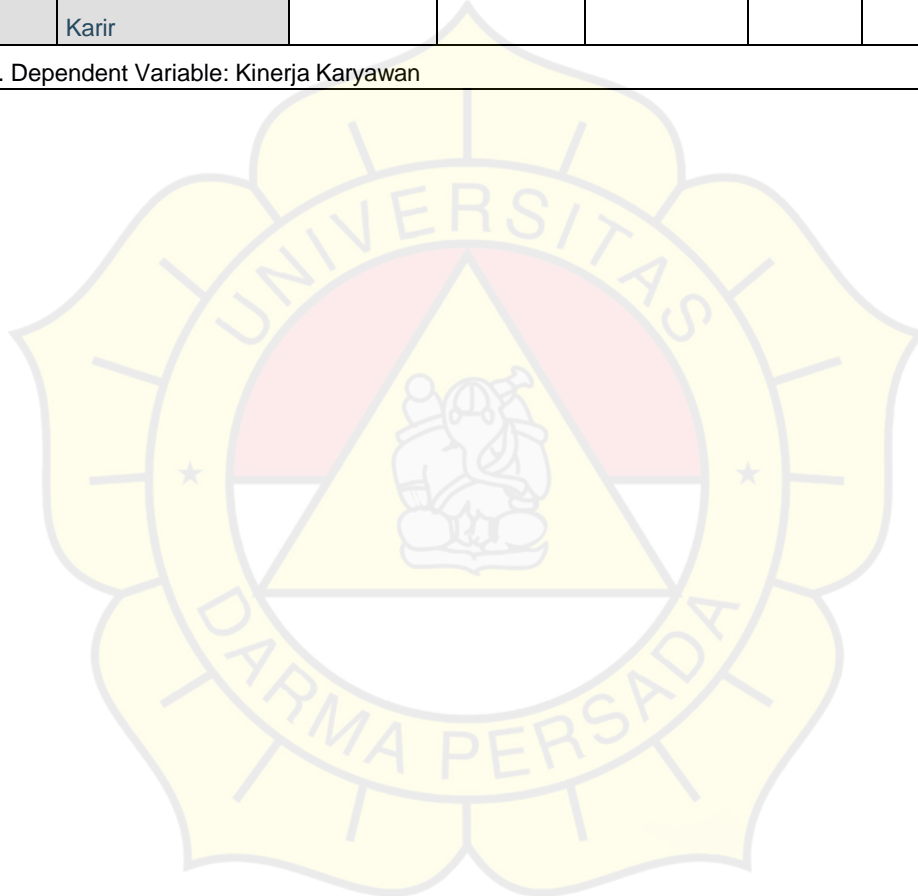 Karir
. Dependent Variable: Kinerja Karyawan
UNIVERSITAS
DARMA PERSADA